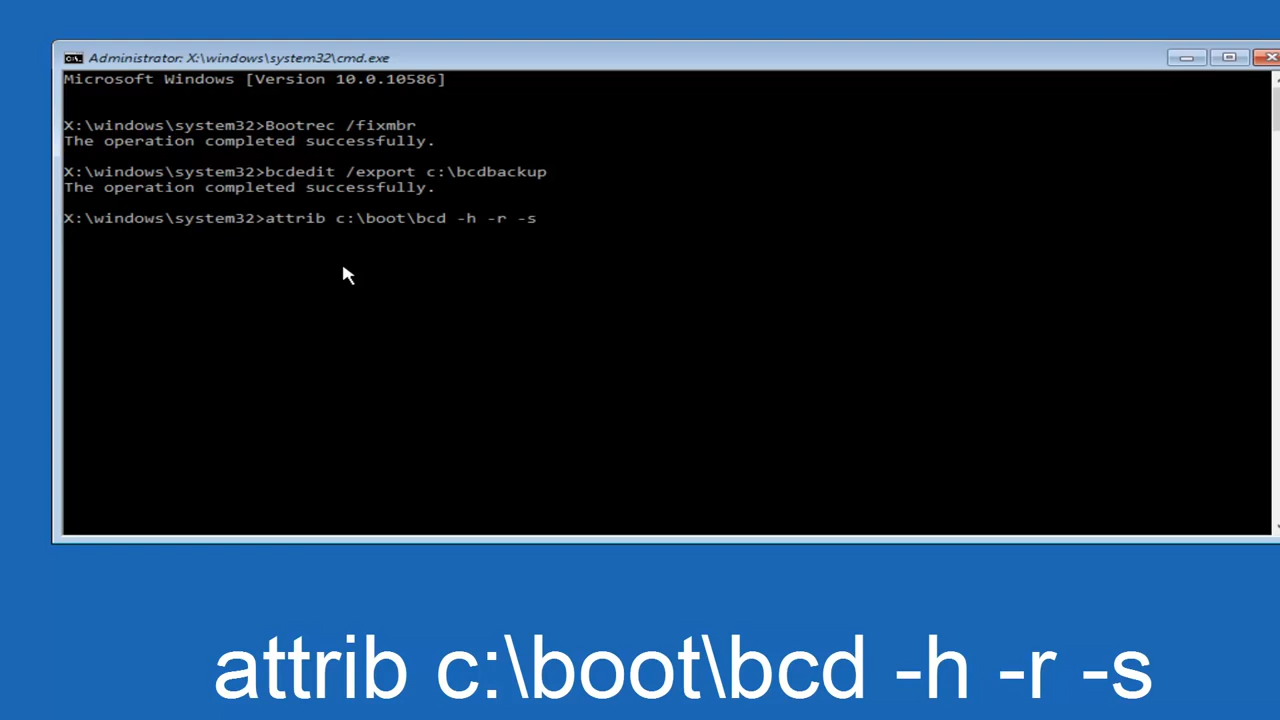 Administrator: X:\windows\system32\cmd.exe
Microsoft Windows [Version 10.0.10586]
X:\windows\system32>Bootrec /fixmbr
The operation completed successfully.
X:\windows\system32>bcdedit /export c:\bcdbackup
The operation completed successfully.
X:\windows\system32>attrib c:\boot\bcd -h -r -s
attrib c:\boot\bcd -h -r -s